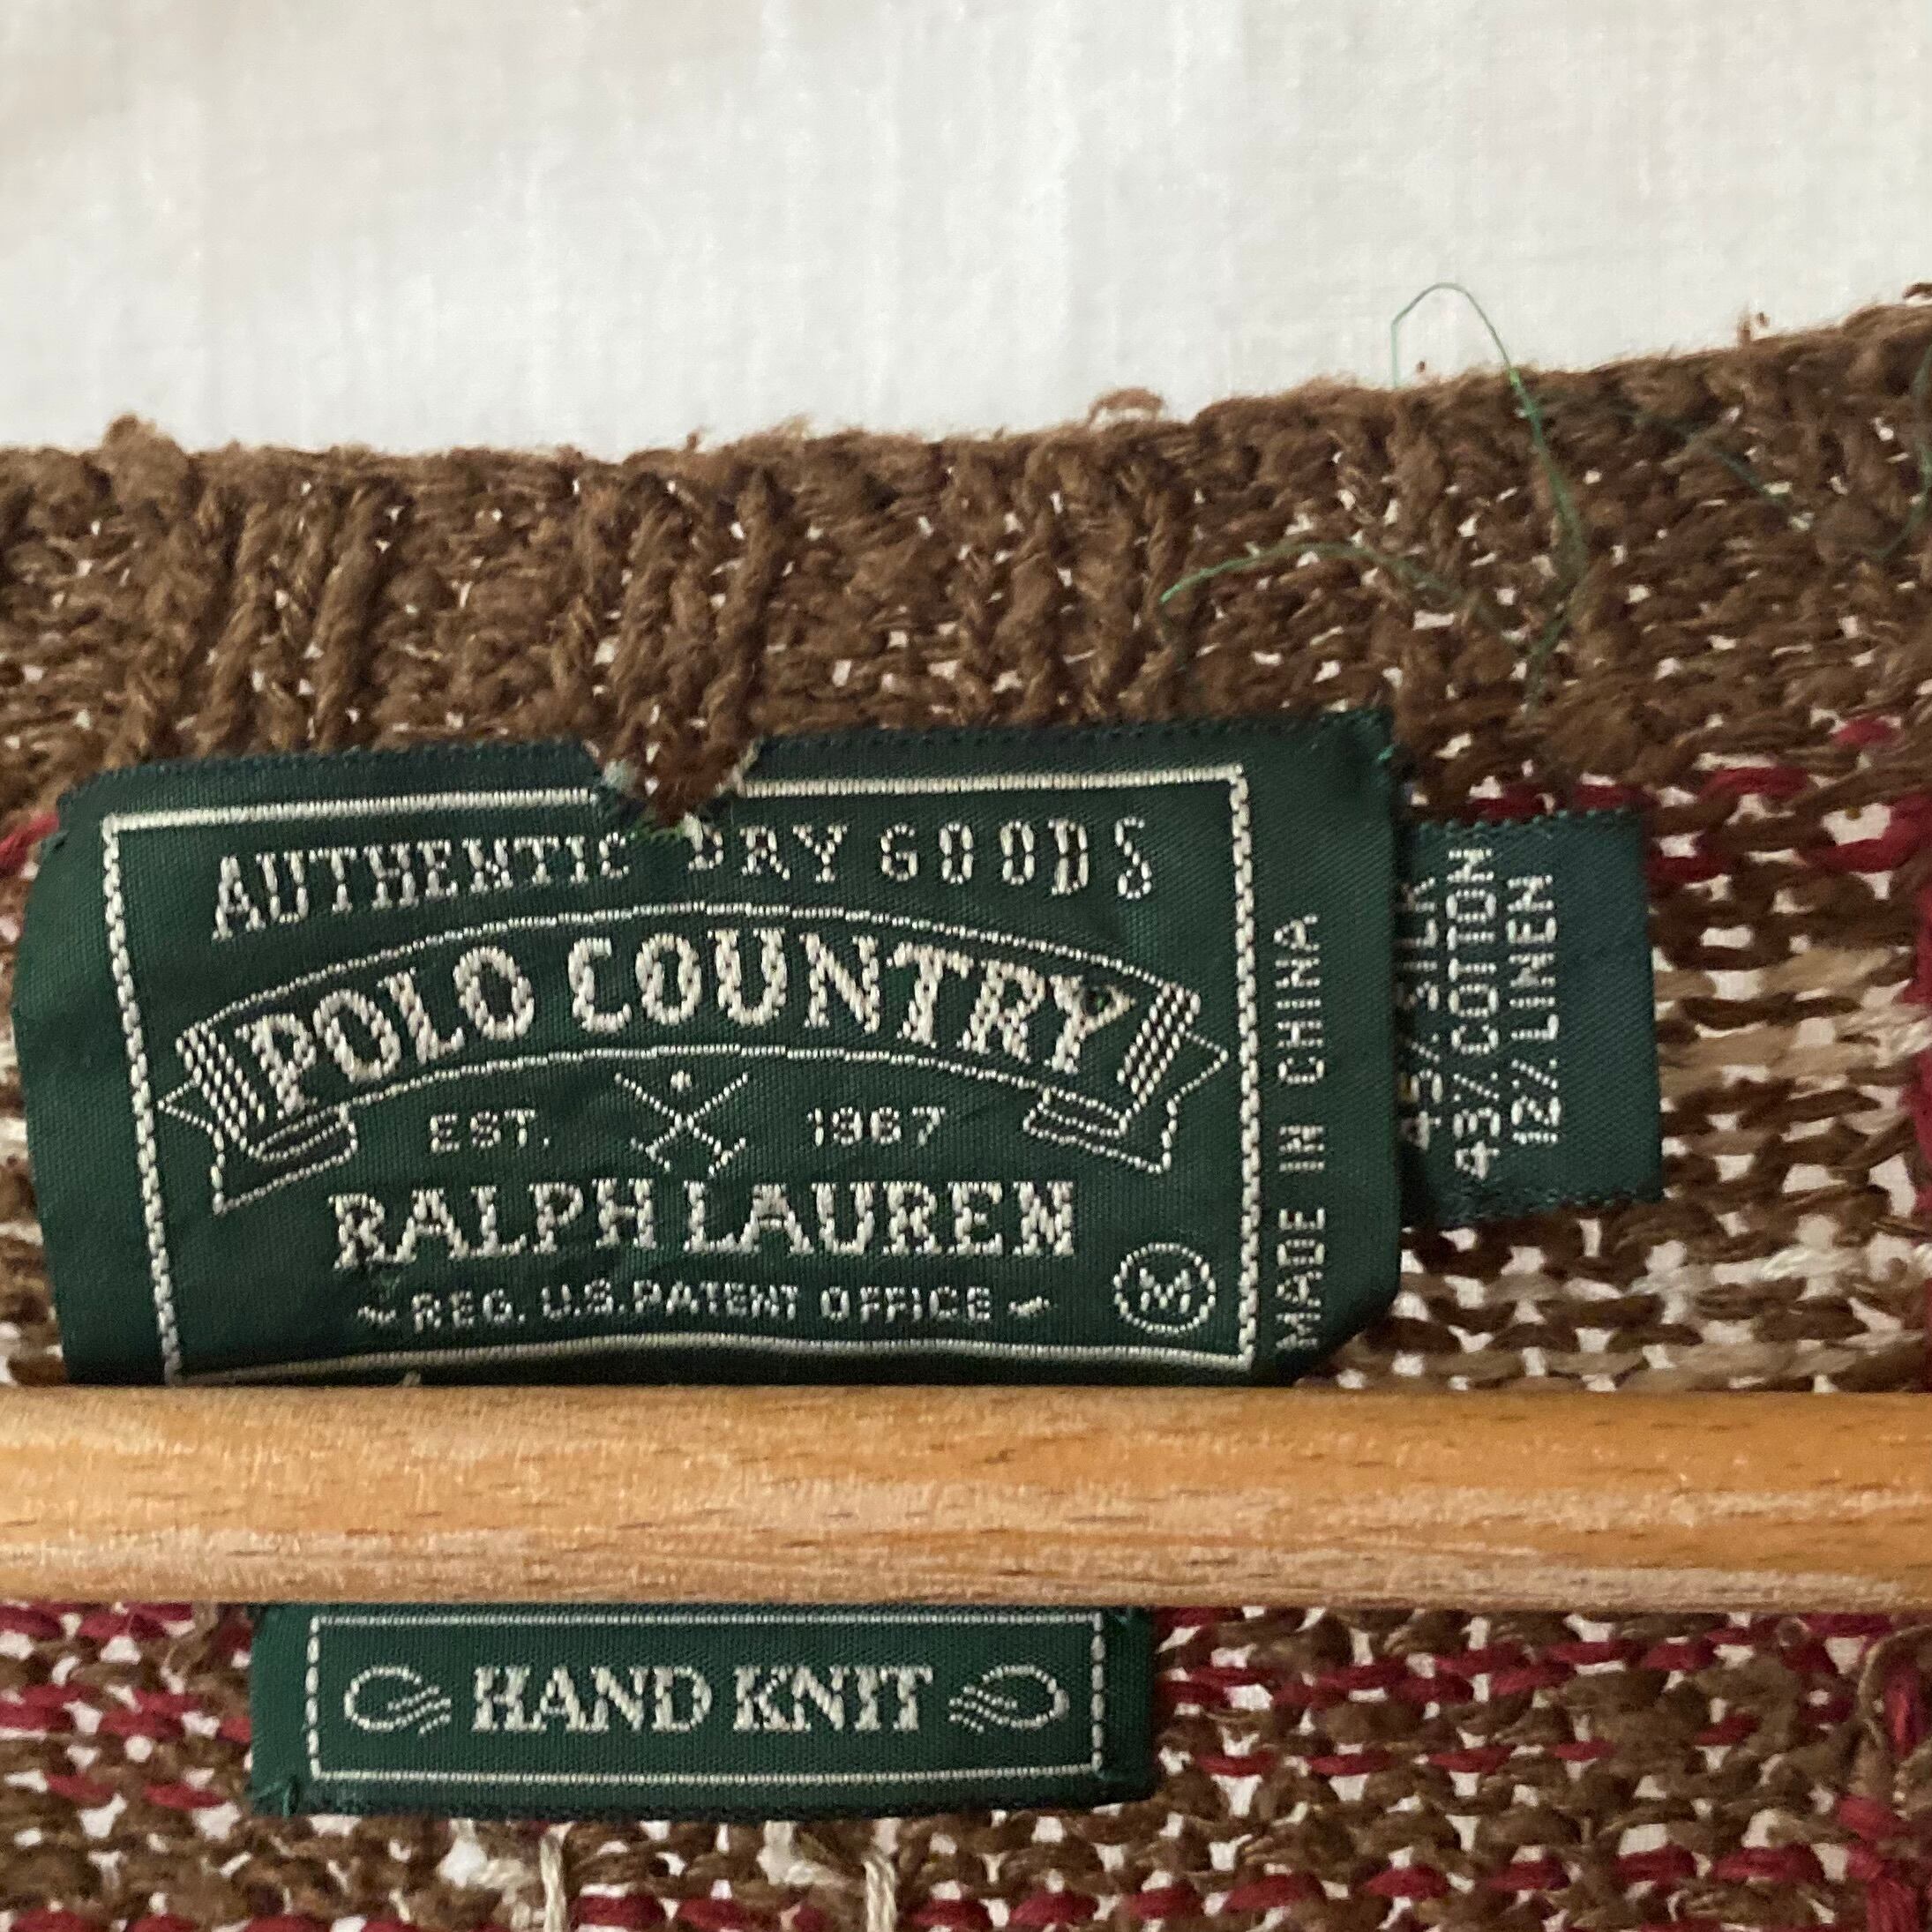 AUTHENTIC DRY GOODS
POLO COUNTRY
EST. 1967
RALPH LAUREN
REG. U.S. PATENT OFFICE
M
MADE IN CHINA
45% SILK
43% COTTON
12% LINEN
HAND KNIT